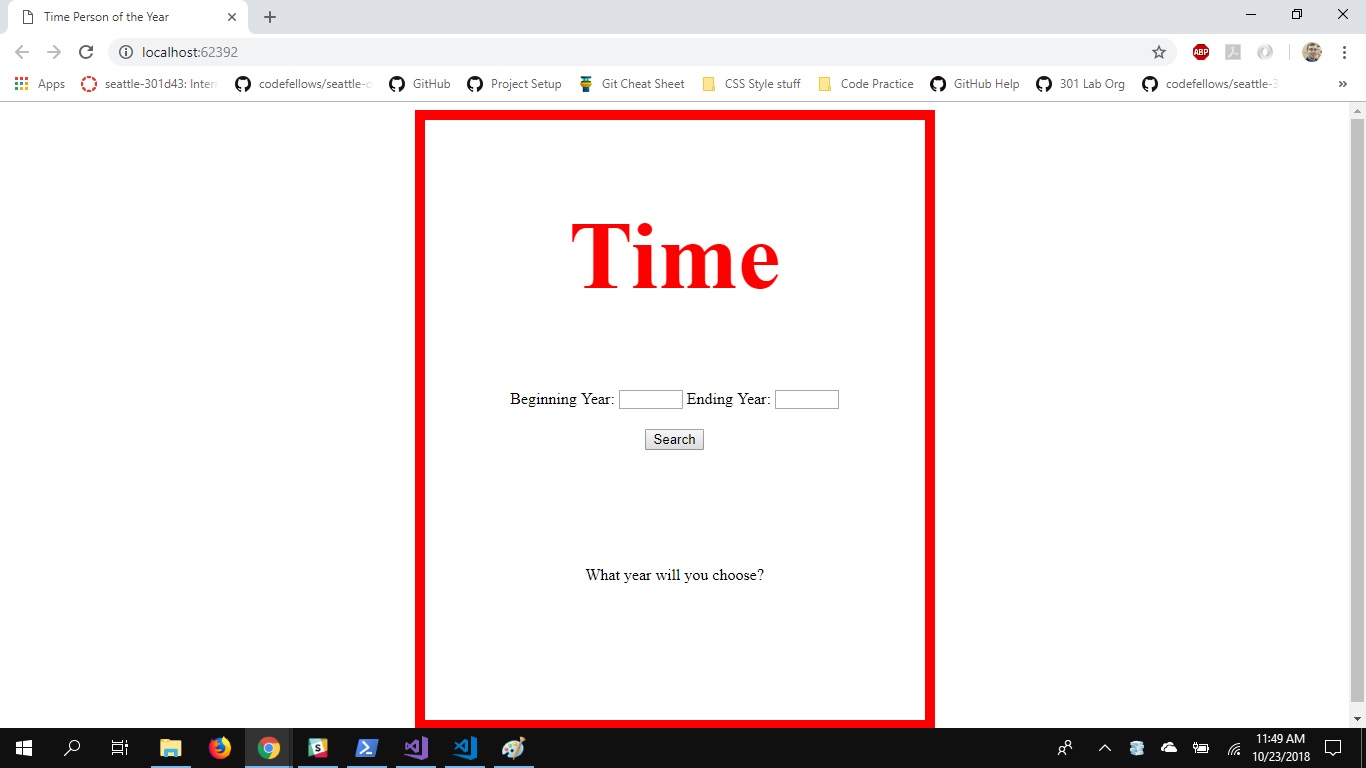 Time Person of the Year
localhost:62392
ABP
Apps seattle-301d43: Inter codefellows/seattle- GitHub Project Setup Git Cheat Sheet CSS Style stuff Code Practice GitHub Help 301 Lab Org codefellows/seattle-3 »
Time
Beginning Year: Ending Year:
Search
What year will you choose?
11:49 AM
10/23/2018